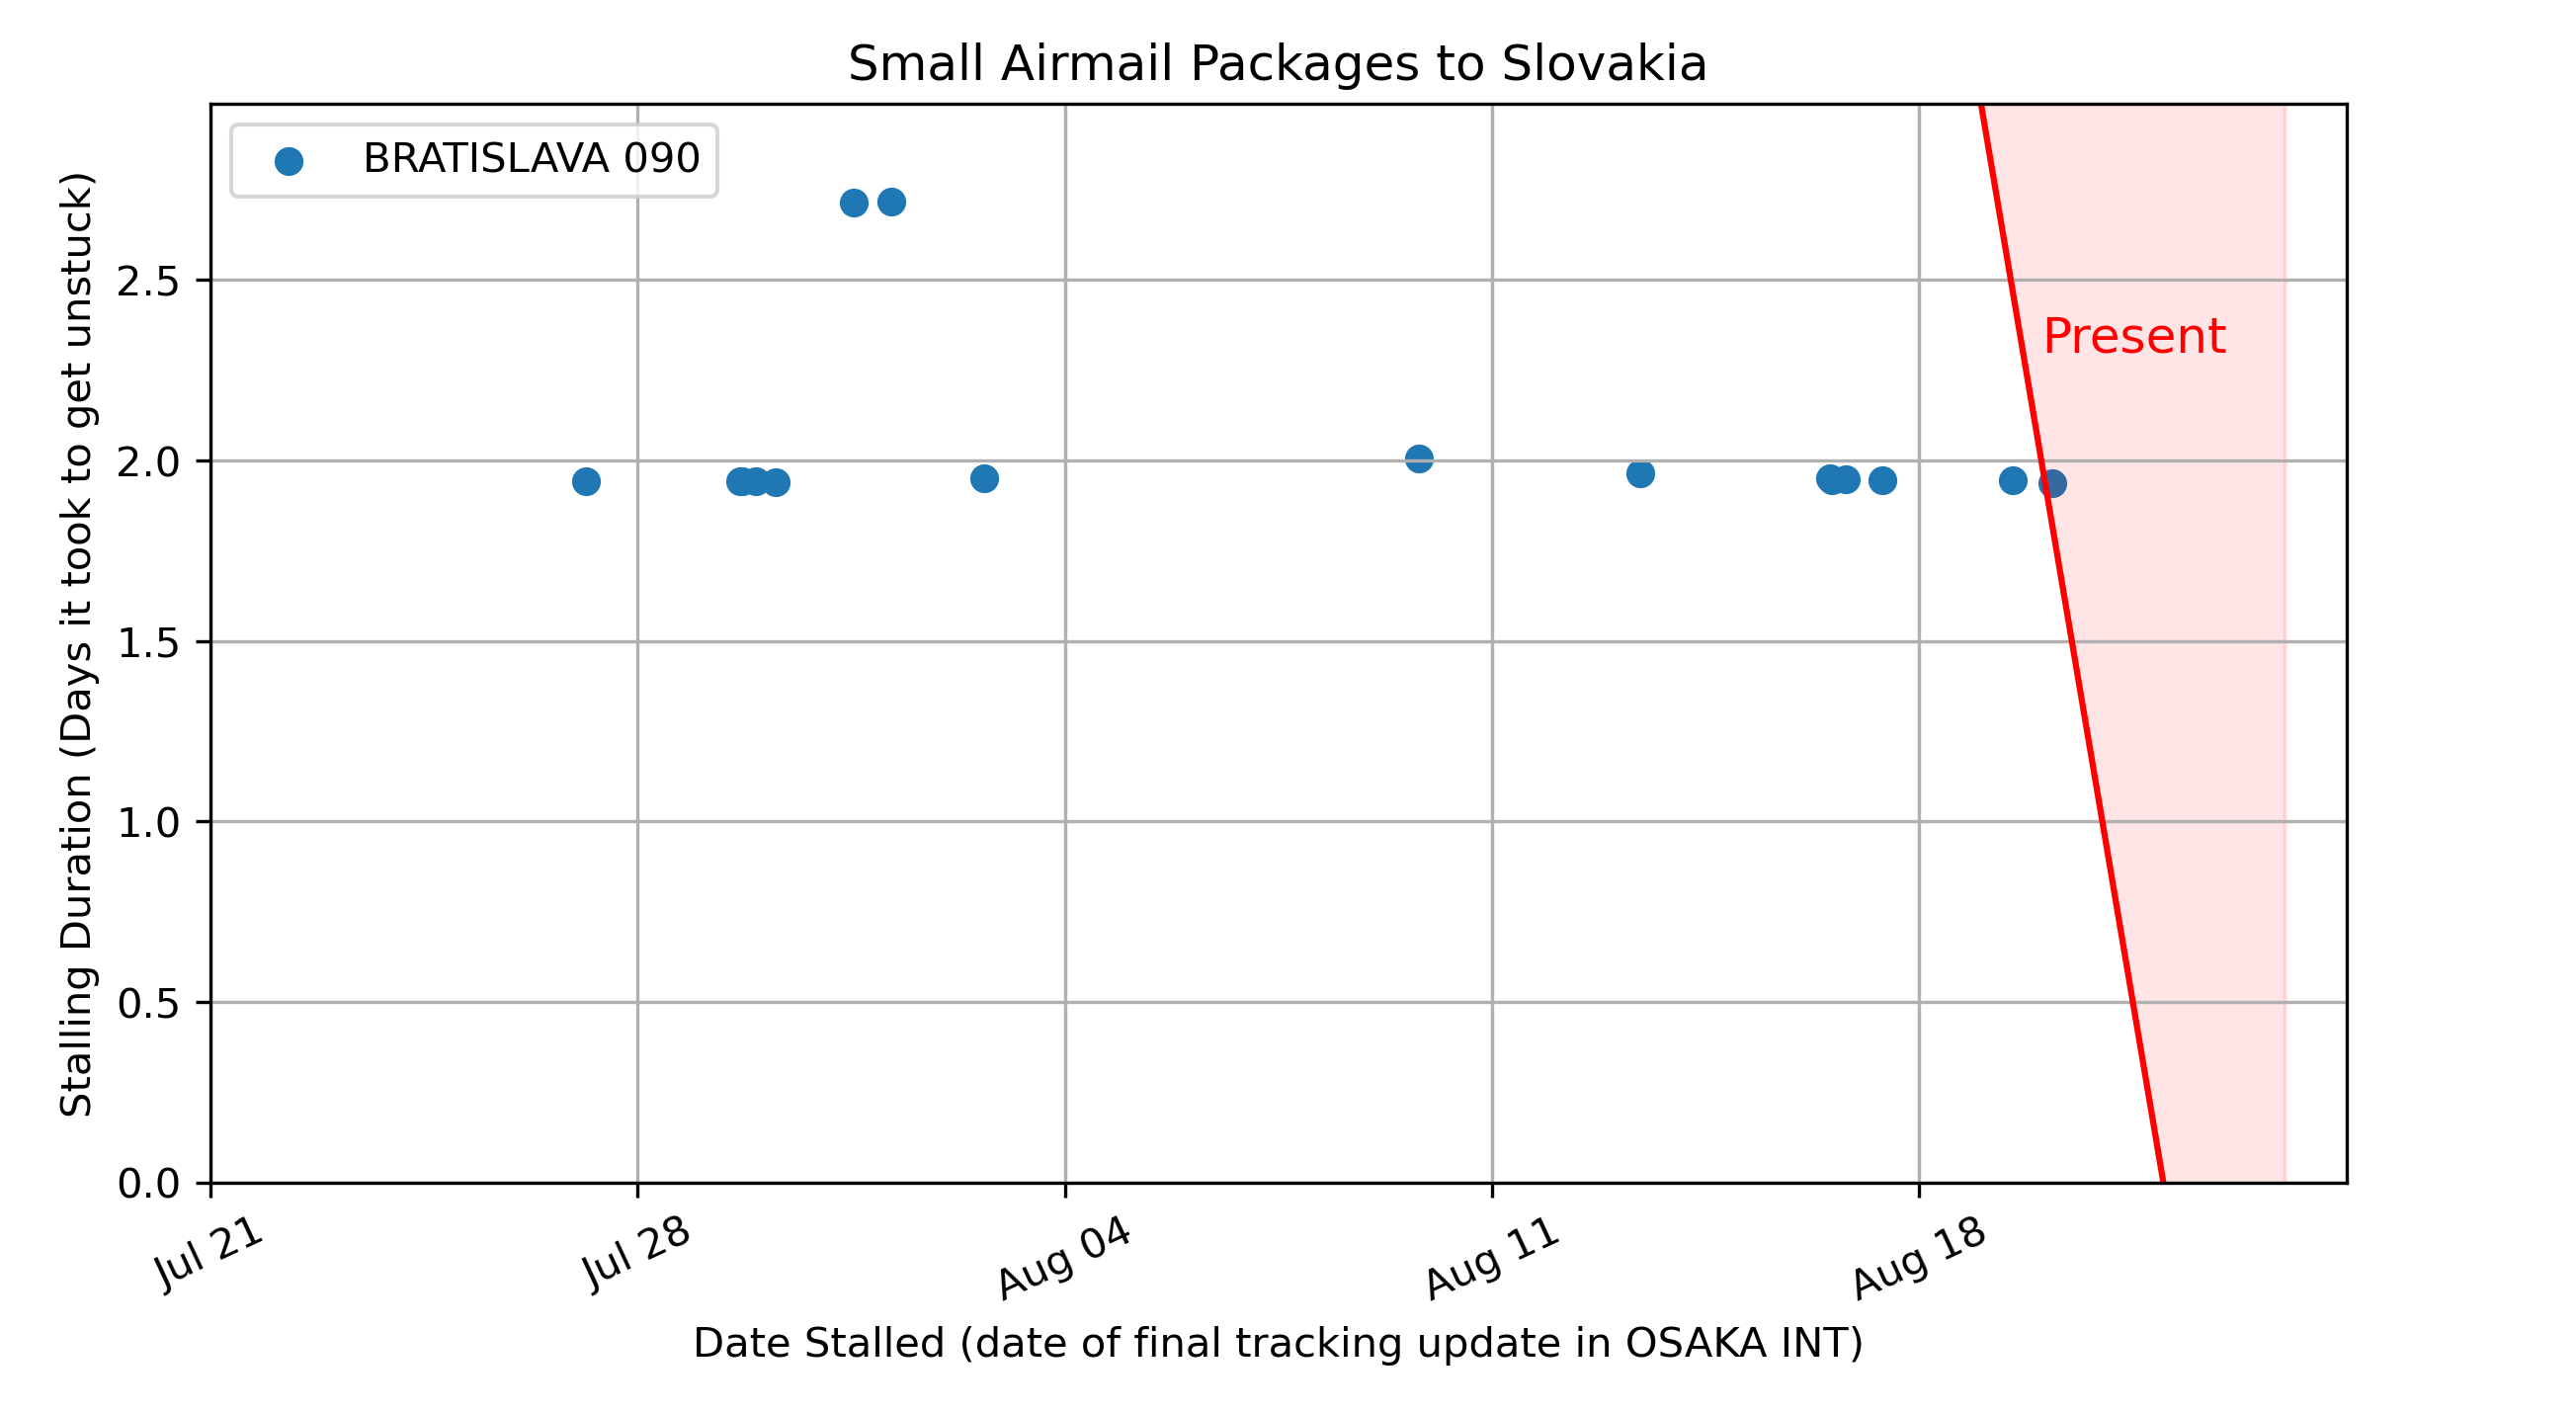 Small Airmail Packages to Slovakia
BRATISLAVA 090
Present
Stalling Duration (Days it took to get unstuck)
2.5
2.0
1.5
1.0
0.5
0.0
Jul 21
Jul 28
Aug 04
Aug 11
Aug 18
Date Stalled (date of final tracking update in OSAKA INT)